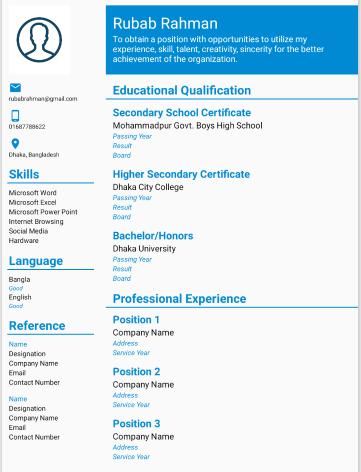 Rubab Rahman
To obtain a position with opportunities to utilize my
experience, skill, talent, creativity, sincerity for the better
achievement of the organization.
rubabrahman@gmail.com
01687788622
Dhaka, Bangladesh
Skills
Microsoft Word
Microsoft Excel
Microsoft Power Point
Internet Browsing
Social Media
Hardware
Language
Bangla
Good
English
Good
Reference
Name
Designation
Company Name
Email
Contact Number
Name
Designation
Company Name
Email
Contact Number
Educational Qualification
Secondary School Certificate
Mohammadpur Govt. Boys High School
Passing Year
Result
Board
Higher Secondary Certificate
Dhaka City College
Passing Year
Result
Board
Bachelor/Honors
Dhaka University
Passing Year
Result
Board
Professional Experience
Position 1
Company Name
Address
Service Year
Position 2
Company Name
Address
Service Year
Position 3
Company Name
Address
Service Year